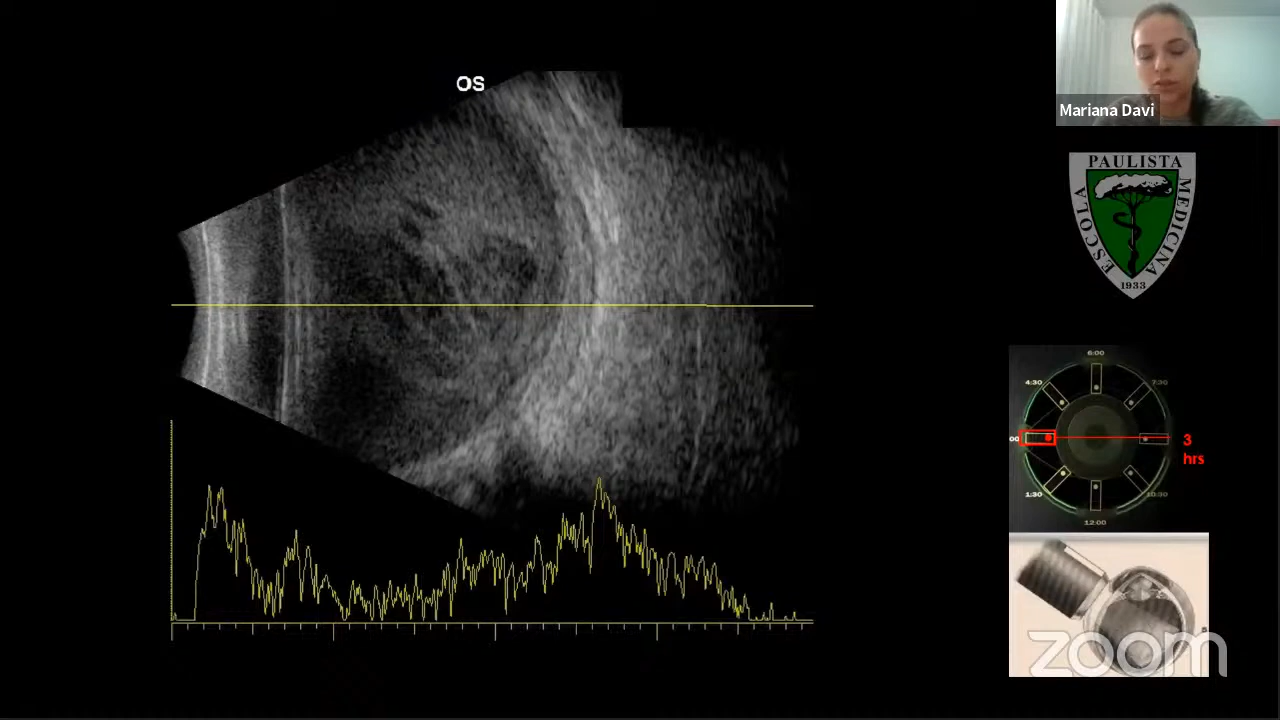 OS
Mariana Davi
PAULISTA
ESCOLA
MEDICINA
1933
6:00
4:30
7:30
00
3
hrs
1:30
10:30
12:00
zoom